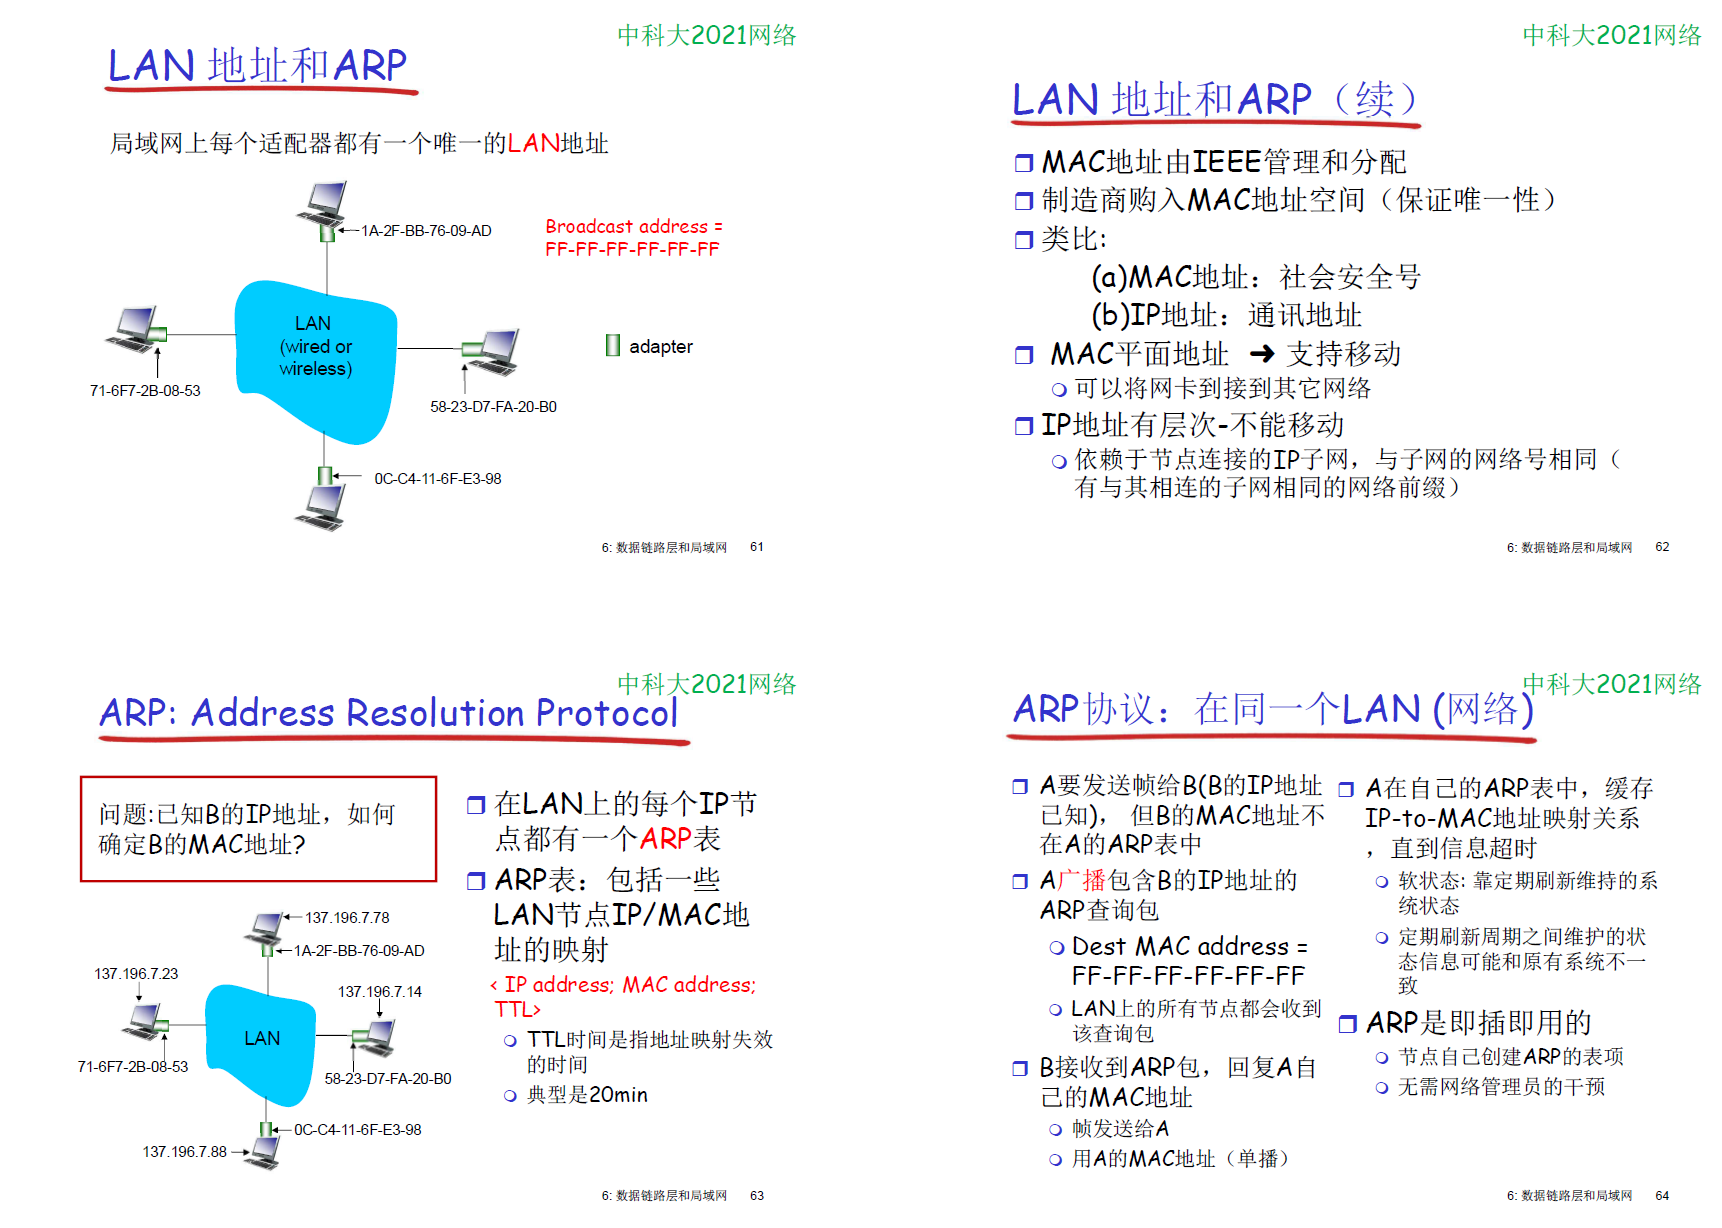 中科大2021网络
LAN 地址和ARP
局域网上每个适配器都有一个唯一的LAN地址
1A-2F-BB-76-09-AD
Broadcast address =
FF-FF-FF-FF-FF-FF
LAN
(wired or
wireless)
adapter
71-6F7-2B-08-53
58-23-D7-FA-20-B0
0C-C4-11-6F-E3-98
6: 数据链路层和局域网 61
中科大2021网络
LAN 地址和ARP（续）
MAC地址由IEEE管理和分配
制造商购入MAC地址空间（保证唯一性）
类比:
(a)MAC地址：社会安全号
(b)IP地址：通讯地址
MAC平面地址 ➜ 支持移动
可以将网卡到接到其它网络
IP地址有层次-不能移动
依赖于节点连接的IP子网，与子网的网络号相同（
有与其相连的子网相同的网络前缀）
6: 数据链路层和局域网 62
中科大2021网络
ARP: Address Resolution Protocol
问题:已知B的IP地址，如何
确定B的MAC地址?
137.196.7.78
1A-2F-BB-76-09-AD
137.196.7.23
137.196.7.14
LAN
71-6F7-2B-08-53
58-23-D7-FA-20-B0
0C-C4-11-6F-E3-98
137.196.7.88
在LAN上的每个IP节
点都有一个ARP表
ARP表：包括一些
LAN节点IP/MAC地
址的映射
< IP address; MAC address;
TTL>
TTL时间是指地址映射失效
的时间
典型是20min
6: 数据链路层和局域网 63
中科大2021网络
ARP协议：在同一个LAN (网络)
A要发送帧给B(B的IP地址
已知)， 但B的MAC地址不
在A的ARP表中
A广播包含B的IP地址的
ARP查询包
Dest MAC address =
FF-FF-FF-FF-FF-FF
LAN上的所有节点都会收到
该查询包
B接收到ARP包，回复A自
己的MAC地址
帧发送给A
用A的MAC地址（单播）
A在自己的ARP表中，缓存
IP-to-MAC地址映射关系
，直到信息超时
软状态: 靠定期刷新维持的系
统状态
定期刷新周期之间维护的状
态信息可能和原有系统不一
致
ARP是即插即用的
节点自己创建ARP的表项
无需网络管理员的干预
6: 数据链路层和局域网 64